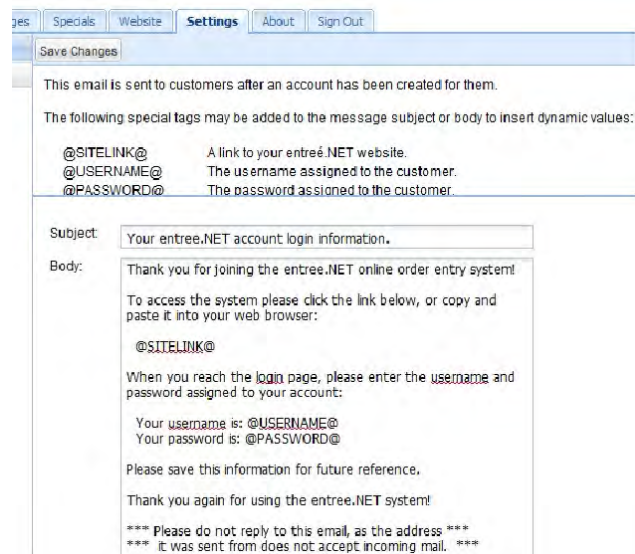 ges Specials Website Settings About Sign Out
Save Changes
This email is sent to customers after an account has been created for them.
The following special tags may be added to the message subject or body to insert dynamic values:
@SITELINK@ A link to your entreé.NET website.
@USERNAME@ The username assigned to the customer.
@PASSWORD@ The password assigned to the customer.
Subject: Your entree.NET account login information.
Body: Thank you for joining the entree.NET online order entry system!
To access the system please click the link below, or copy and
paste it into your web browser:
@SITELINK@
When you reach the login page, please enter the username and
password assigned to your account:
Your username is: @USERNAME@
Your password is: @PASSWORD@
Please save this information for future reference.
Thank you again for using the entree.NET system!
*** Please do not reply to this email, as the address ***
*** it was sent from does not accept incoming mail. ***